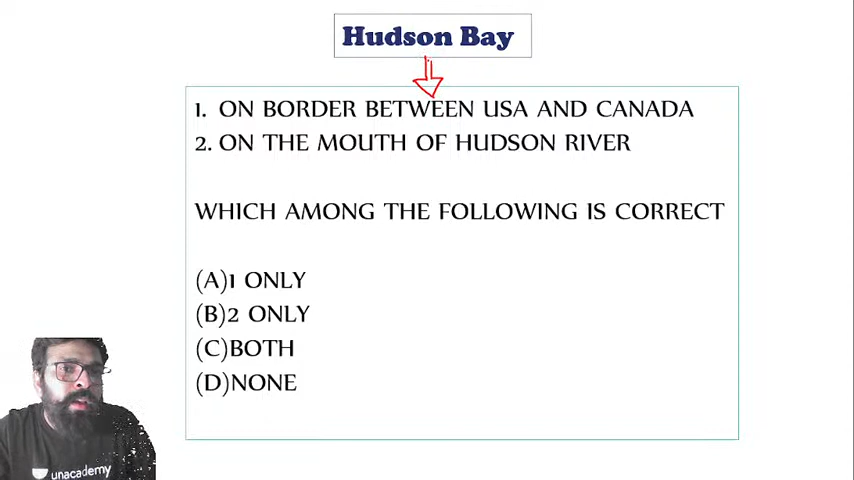 Hudson Bay
1. ON BORDER BETWEEN USA AND CANADA
2. ON THE MOUTH OF HUDSON RIVER
WHICH AMONG THE FOLLOWING IS CORRECT
(A)1 ONLY
(B)2 ONLY
(C)BOTH
(D)NONE
unacademy